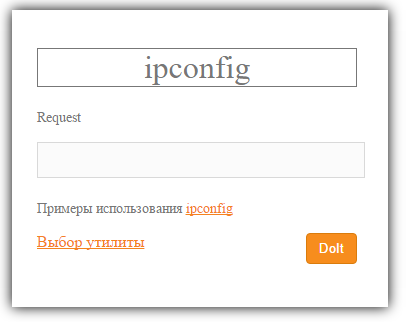 ipconfig
Request
Примеры использования ipconfig
Выбор утилиты
DoIt